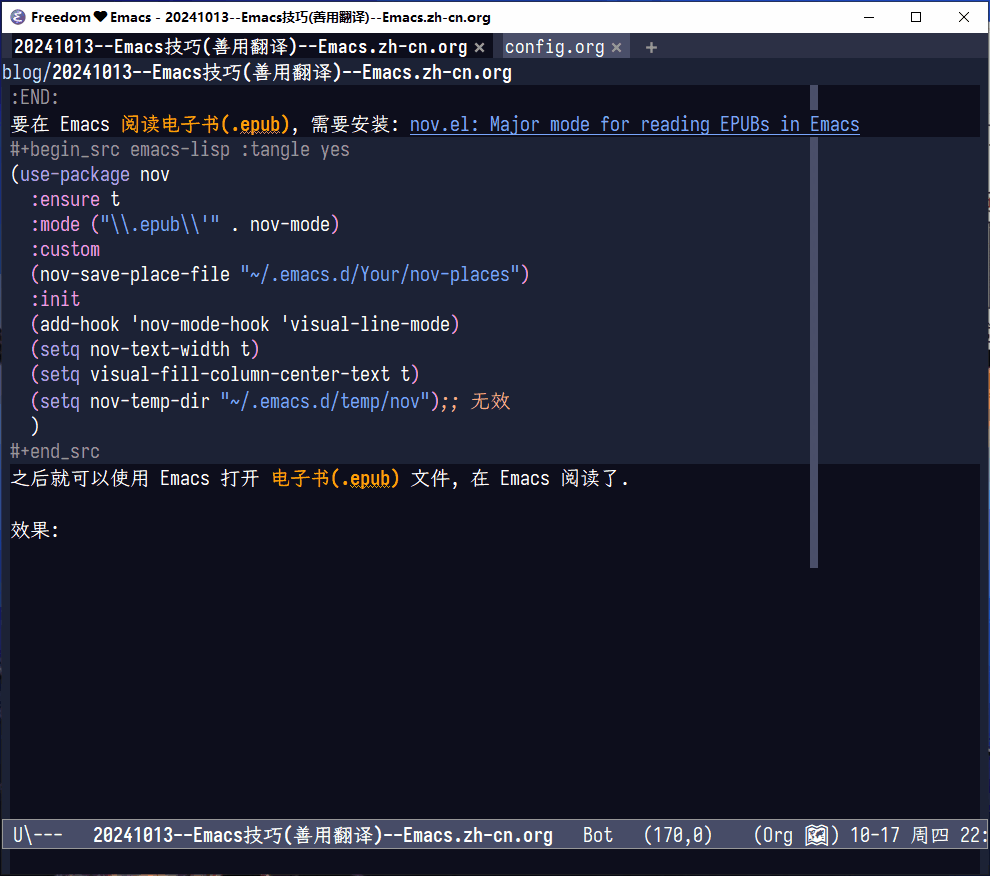 Freedom❤Emacs - 20241013--Emacs技巧(善用翻译)--Emacs.zh-cn.org
20241013--Emacs技巧(善用翻译)--Emacs.zh-cn.org × config.org × +
blog/20241013--Emacs技巧(善用翻译)--Emacs.zh-cn.org
:END:
要在 Emacs 阅读电子书(.epub), 需要安装: nov.el: Major mode for reading EPUBs in Emacs
#+begin_src emacs-lisp :tangle yes
(use-package nov
  :ensure t
  :mode ("\\.epub\\'" . nov-mode)
  :custom
  (nov-save-place-file "~/.emacs.d/Your/nov-places")
  :init
  (add-hook 'nov-mode-hook 'visual-line-mode)
  (setq nov-text-width t)
  (setq visual-fill-column-center-text t)
  (setq nov-temp-dir "~/.emacs.d/temp/nov");; 无效
  )
#+end_src
之后就可以使用 Emacs 打开 电子书(.epub) 文件, 在 Emacs 阅读了.
效果:
U\--- 20241013--Emacs技巧(善用翻译)--Emacs.zh-cn.org Bot (170,0) (Org 🗺) 10-17 周四 22: